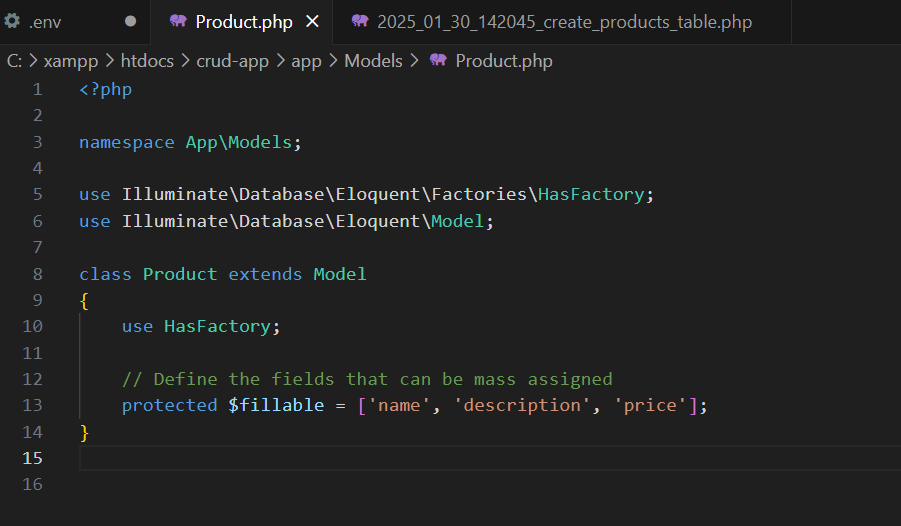 .env ● Product.php × 2025_01_30_142045_create_products_table.php
C: > xampp > htdocs > crud-app > app > Models > Product.php
1 <?php
2
3 namespace App\Models;
4
5 use Illuminate\Database\Eloquent\Factories\HasFactory;
6 use Illuminate\Database\Eloquent\Model;
7
8 class Product extends Model
9 {
10     use HasFactory;
11
12     // Define the fields that can be mass assigned
13     protected $fillable = ['name', 'description', 'price'];
14 }
15
16